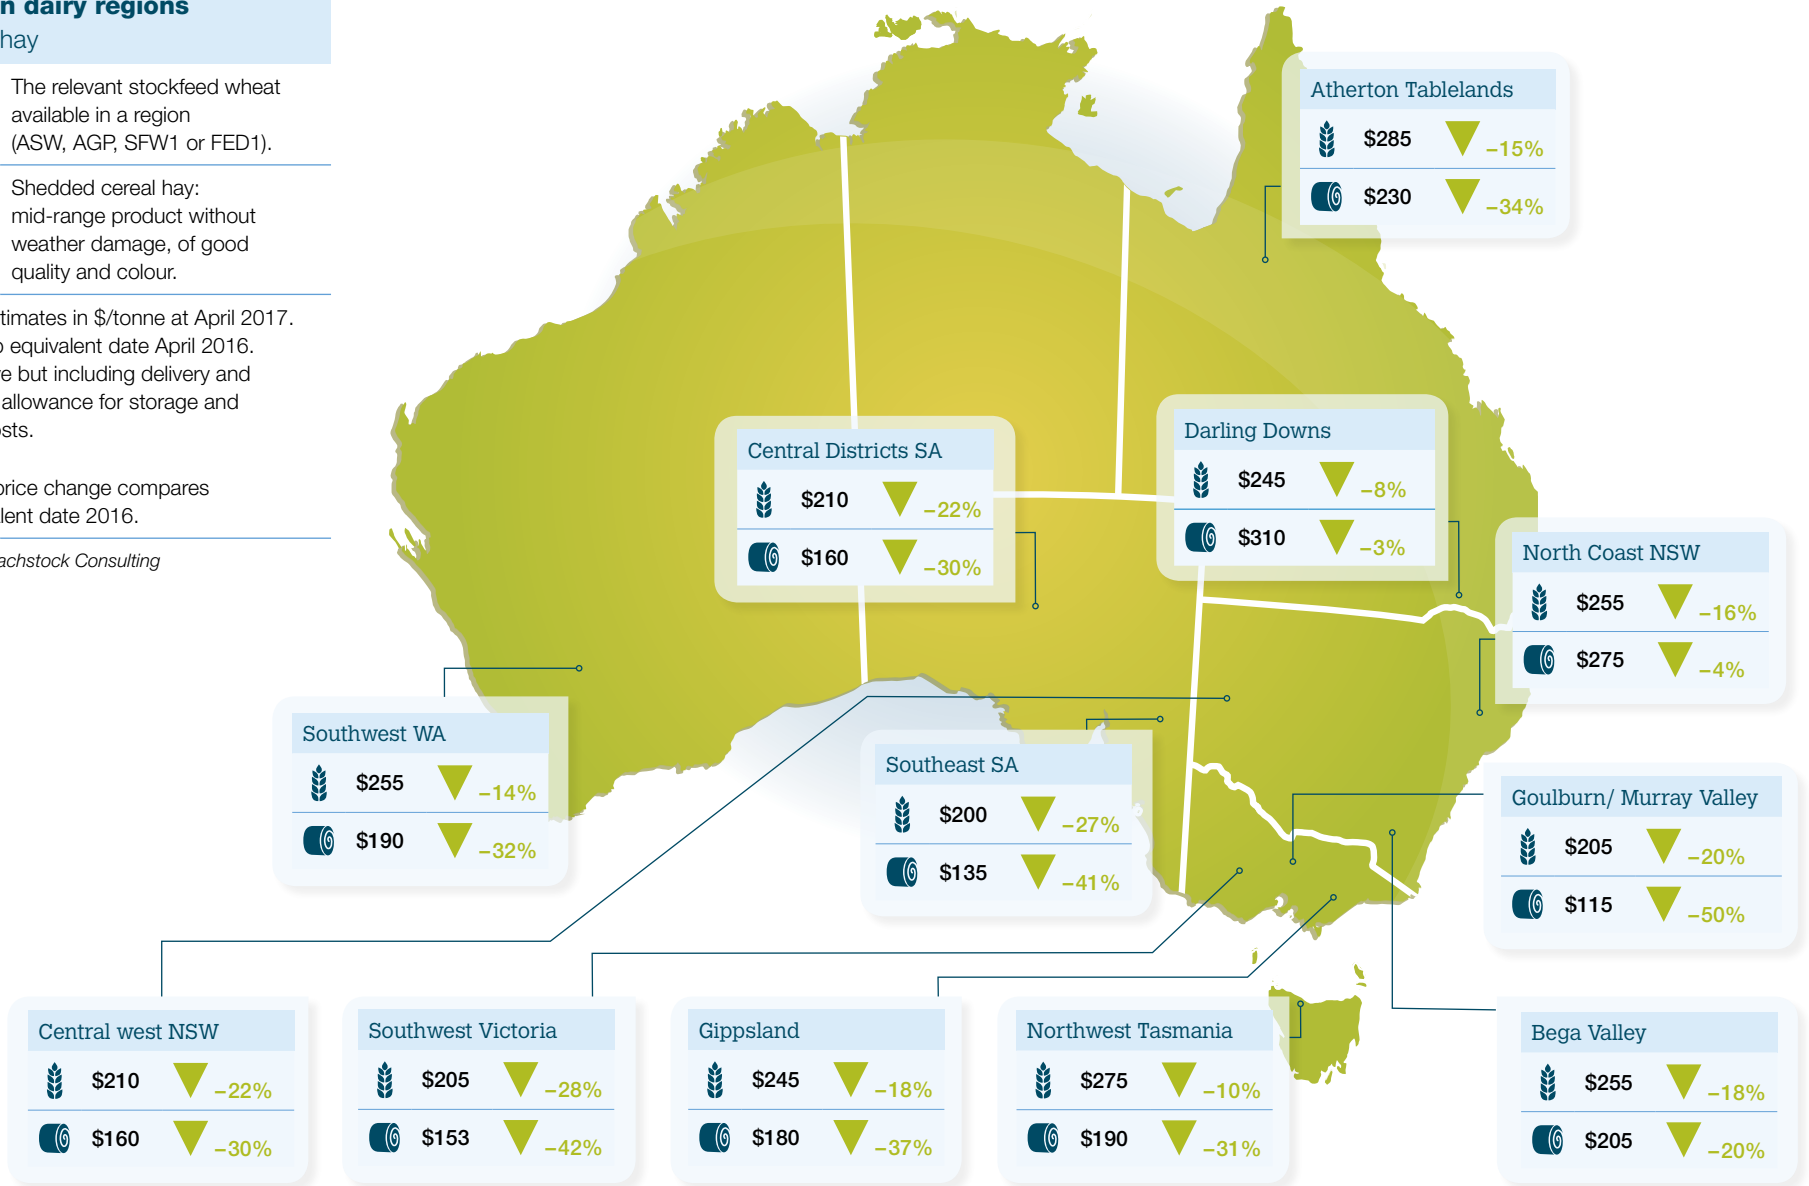 n dairy regions
hay
The relevant stockfeed wheat
available in a region
(ASW, AGP, SFW1 or FED1).
Shedded cereal hay:
mid-range product without
weather damage, of good
quality and colour.
timates in $/tonne at April 2017.
equivalent date April 2016.
e but including delivery and
allowance for storage and
osts.
price change compares
lent date 2016.
achstock Consulting
Atherton Tablelands
$285 –15%
$230 –34%
Darling Downs
$245 –8%
$310 –3%
Central Districts SA
$210 –22%
$160 –30%
North Coast NSW
$255 –16%
$275 –4%
Southwest WA
$255 –14%
$190 –32%
Southeast SA
$200 –27%
$135 –41%
Goulburn/ Murray Valley
$205 –20%
$115 –50%
Central west NSW
$210 –22%
$160 –30%
Southwest Victoria
$205 –28%
$153 –42%
Gippsland
$245 –18%
$180 –37%
Northwest Tasmania
$275 –10%
$190 –31%
Bega Valley
$255 –18%
$205 –20%